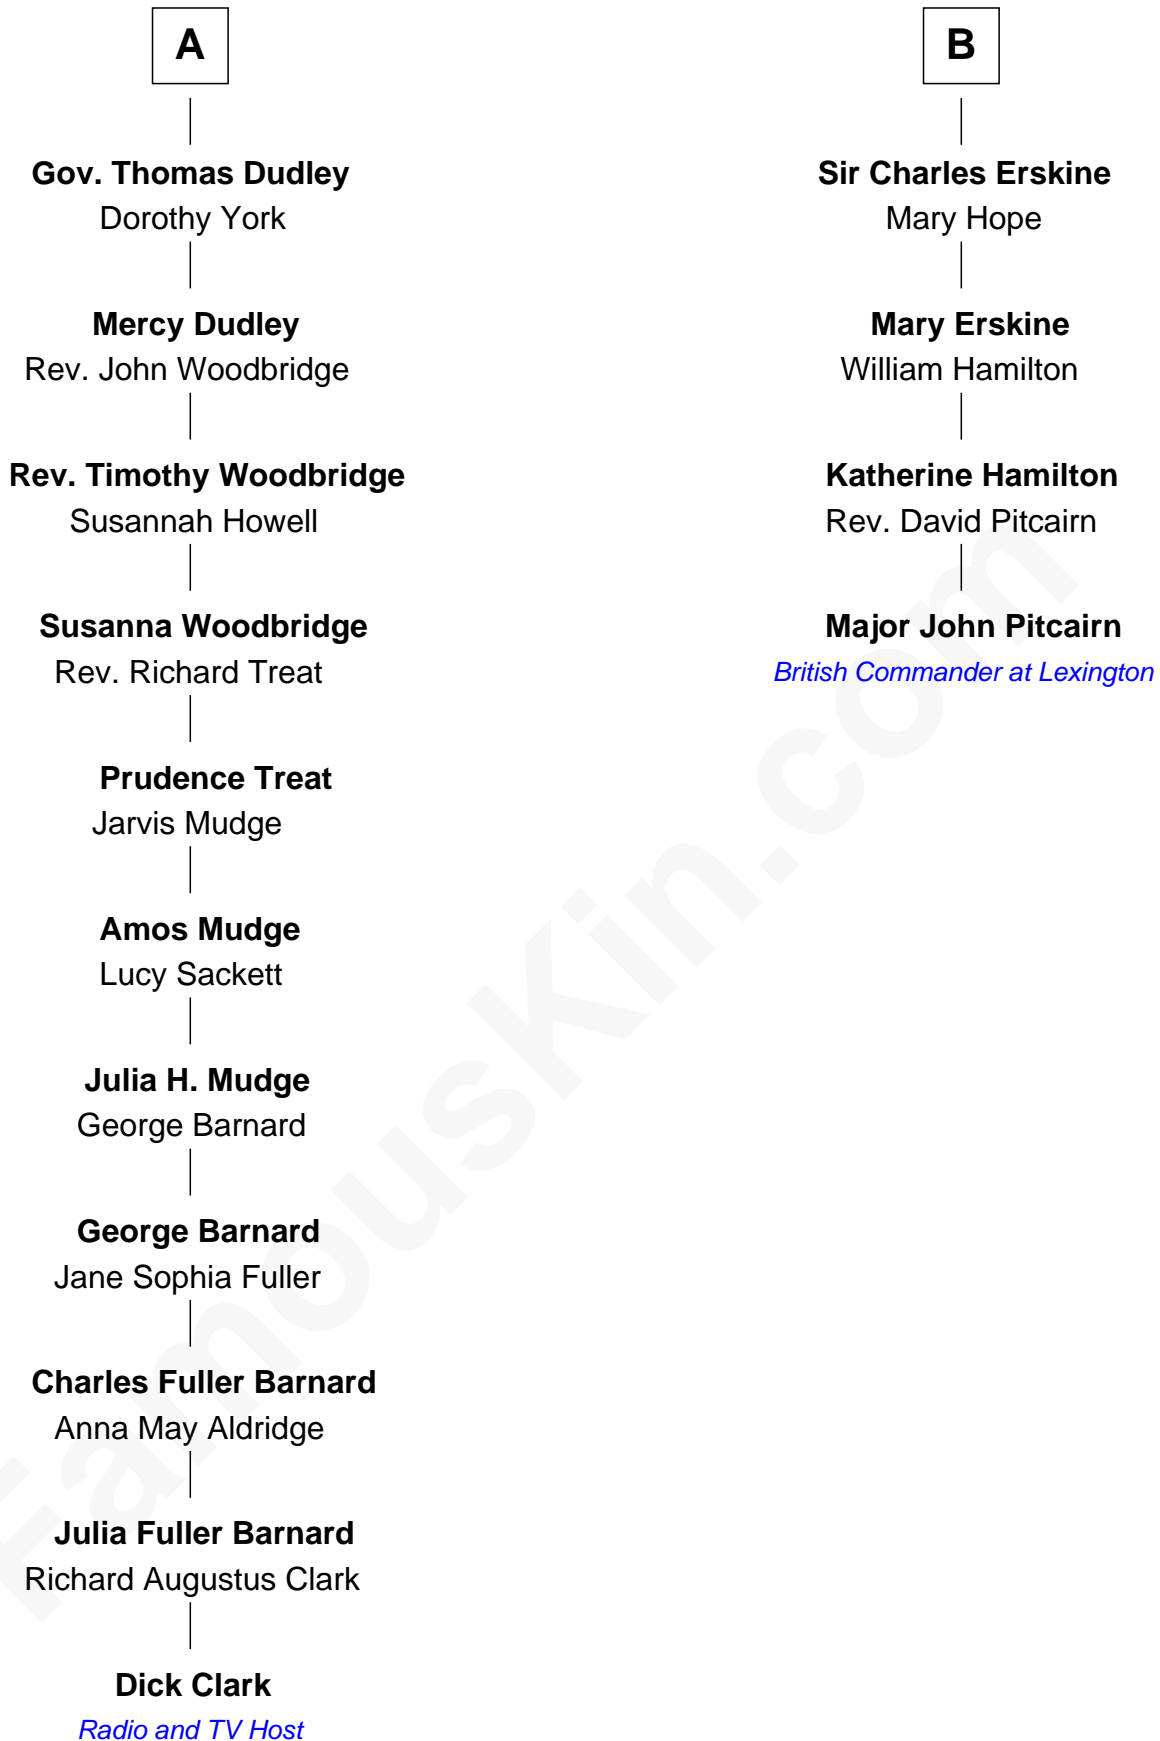 A
Gov. Thomas Dudley
Dorothy York
Mercy Dudley
Rev. John Woodbridge
Rev. Timothy Woodbridge
Susannah Howell
Susanna Woodbridge
Rev. Richard Treat
Prudence Treat
Jarvis Mudge
Amos Mudge
Lucy Sackett
Julia H. Mudge
George Barnard
George Barnard
Jane Sophia Fuller
Charles Fuller Barnard
Anna May Aldridge
Julia Fuller Barnard
Richard Augustus Clark
Dick Clark
Radio and TV Host
B
Sir Charles Erskine
Mary Hope
Mary Erskine
William Hamilton
Katherine Hamilton
Rev. David Pitcairn
Major John Pitcairn
British Commander at Lexington
FamousKin.com